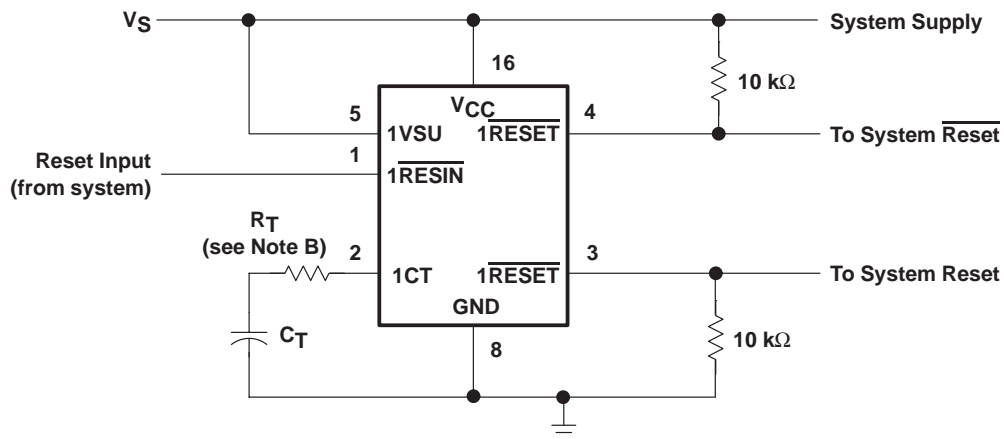 VS
System Supply
16
10 kΩ
VCC
5
4
1VSU
1RESET
To System Reset
1
Reset Input
(from system)
1RESIN
RT
(see Note B)
2
3
1CT
1RESET
To System Reset
GND
CT
8
10 kΩ